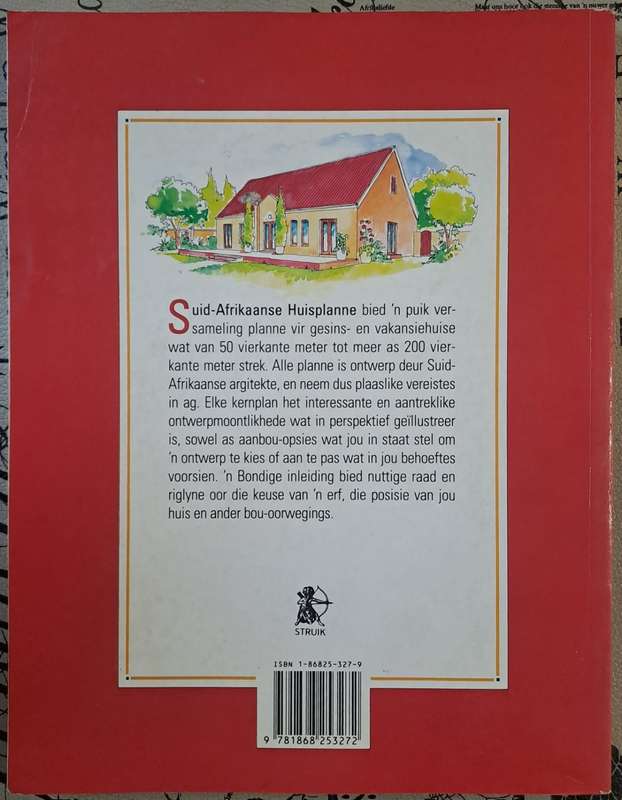 Afrikaliefde
Suid-Afrikaanse Huisplanne bied 'n puik ver-
sameling planne vir gesins- en vakansiehuise
wat van 50 vierkante meter tot meer as 200 vier-
kante meter strek. Alle planne is ontwerp deur Suid-
Afrikaanse argitekte, en neem dus plaaslike vereistes
in ag. Elke kernplan het interessante en aantreklike
ontwerpmoontlikhede wat in perspektief geïllustreer
is, sowel as aanbou-opsies wat jou in staat stel om
'n ontwerp te kies of aan te pas wat in jou behoeftes
voorsien. 'n Bondige inleiding bied nuttige raad en
riglyne oor die keuse van 'n erf, die posisie van jou
huis en ander bou-oorwegings.
STRUIK
ISBN 1-86825-327-9
9 781868 253272